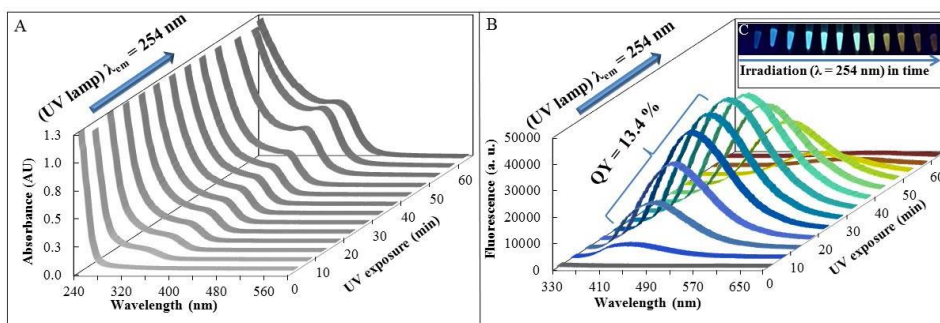 A
(UV lamp) λem = 254 nm
1.3
1.0
0.8
0.5
0.3
0.0
Absorbance (AU)
240
320
400
480
560
Wavelength (nm)
0
10
20
30
40
50
60
UV exposure (min)
B
(UV lamp) λem = 254 nm
QY = 13.4 %
50000
40000
30000
20000
10000
0
Fluorescence (a. u.)
330
410
490
570
650
Wavelength (nm)
0
10
20
30
40
50
60
UV exposure (min)
C
Irradiation (λ = 254 nm) in time